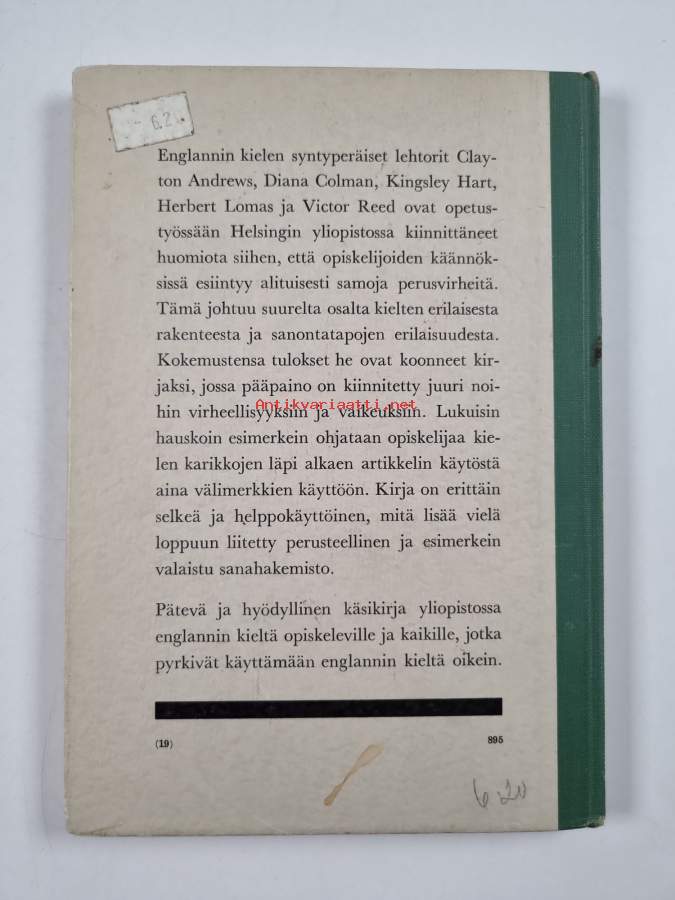 6.2
Englannin kielen syntyperäiset lehtorit Clay-
ton Andrews, Diana Colman, Kingsley Hart,
Herbert Lomas ja Victor Reed ovat opetus-
työssään Helsingin yliopistossa kiinnittäneet
huomiota siihen, että opiskelijoiden käännök-
sissä esiintyy alituisesti samoja perusvirheitä.
Tämä johtuu suurelta osalta kielten erilaisesta
rakenteesta ja sanontatapojen erilaisuudesta.
Kokemustensa tulokset he ovat koonneet kir-
jaksi, jossa pääpaino on kiinnitetty juuri noi-
hin virheellisyyksiin ja vaikeuksiin. Lukuisin
Antikvariaatti.net
hauskoin esimerkein ohjataan opiskelijaa kie-
len karikkojen läpi alkaen artikkelin käytöstä
aina välimerkkien käyttöön. Kirja on erittäin
selkeä ja helppokäyttöinen, mitä lisää vielä
loppuun liitetty perusteellinen ja esimerkein
valaistu sanahakemisto.
Pätevä ja hyödyllinen käsikirja yliopistossa
englannin kieltä opiskeleville ja kaikille, jotka
pyrkivät käyttämään englannin kieltä oikein.
(19) 895
6.20